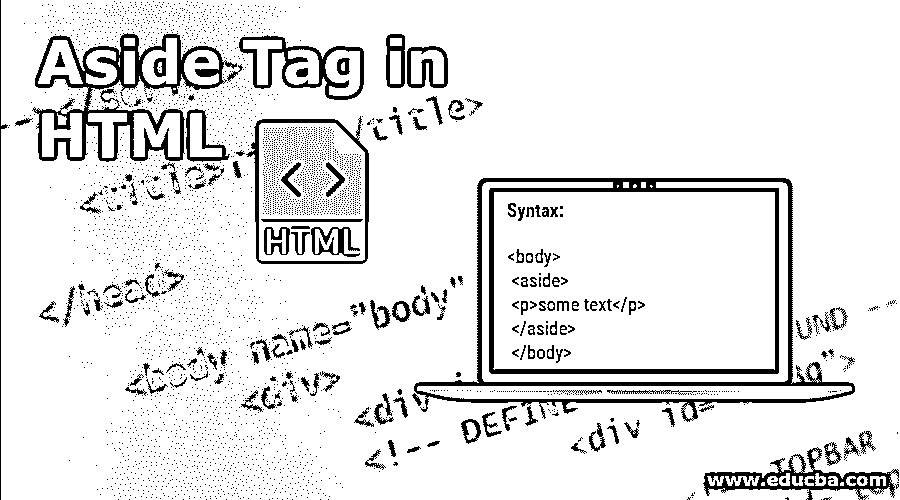 Aside Tag in
HTML
/title>
<title>
HTML
Syntax:
<body>
<aside>
<p>some text</p>
</aside>
</body>
</head>
<body name="body"
<div>
<div
<!-- DEFINE
UND --
<div id=
">
TOPBAR
www.educba.com